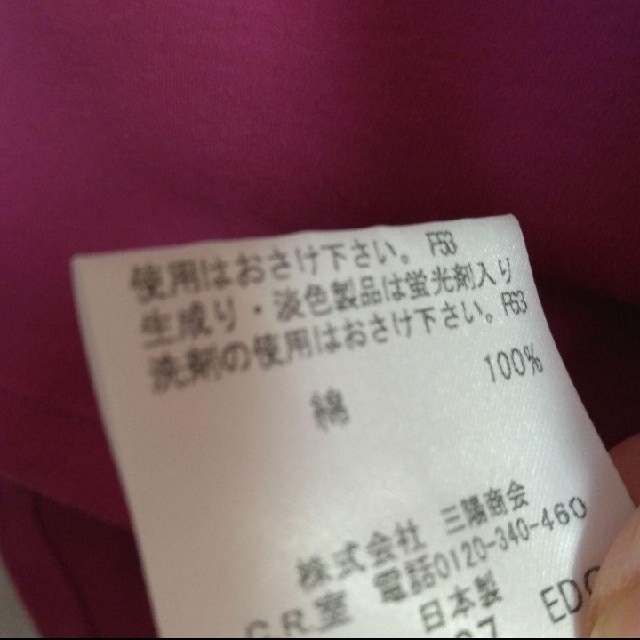 使用はおさけ下さい。F53
生成り・淡色製品は蛍光剤入り
洗剤の使用はおさけ下さい。F63
綿 100%
株式会社 三陽商会
C.R.室 電話0120-340-460
日本製